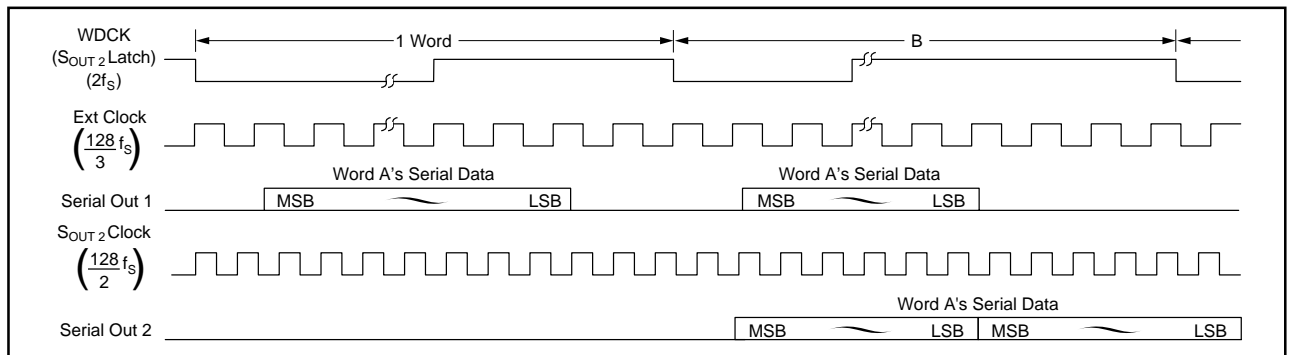 WDCK
(SOUT 2 Latch)
(2fS)
1 Word
B
Ext Clock
(128/3 fS)
Word A's Serial Data
Word A's Serial Data
Serial Out 1
MSB
LSB
MSB
LSB
SOUT 2 Clock
(128/2 fS)
Word A's Serial Data
Serial Out 2
MSB
LSB
MSB
LSB